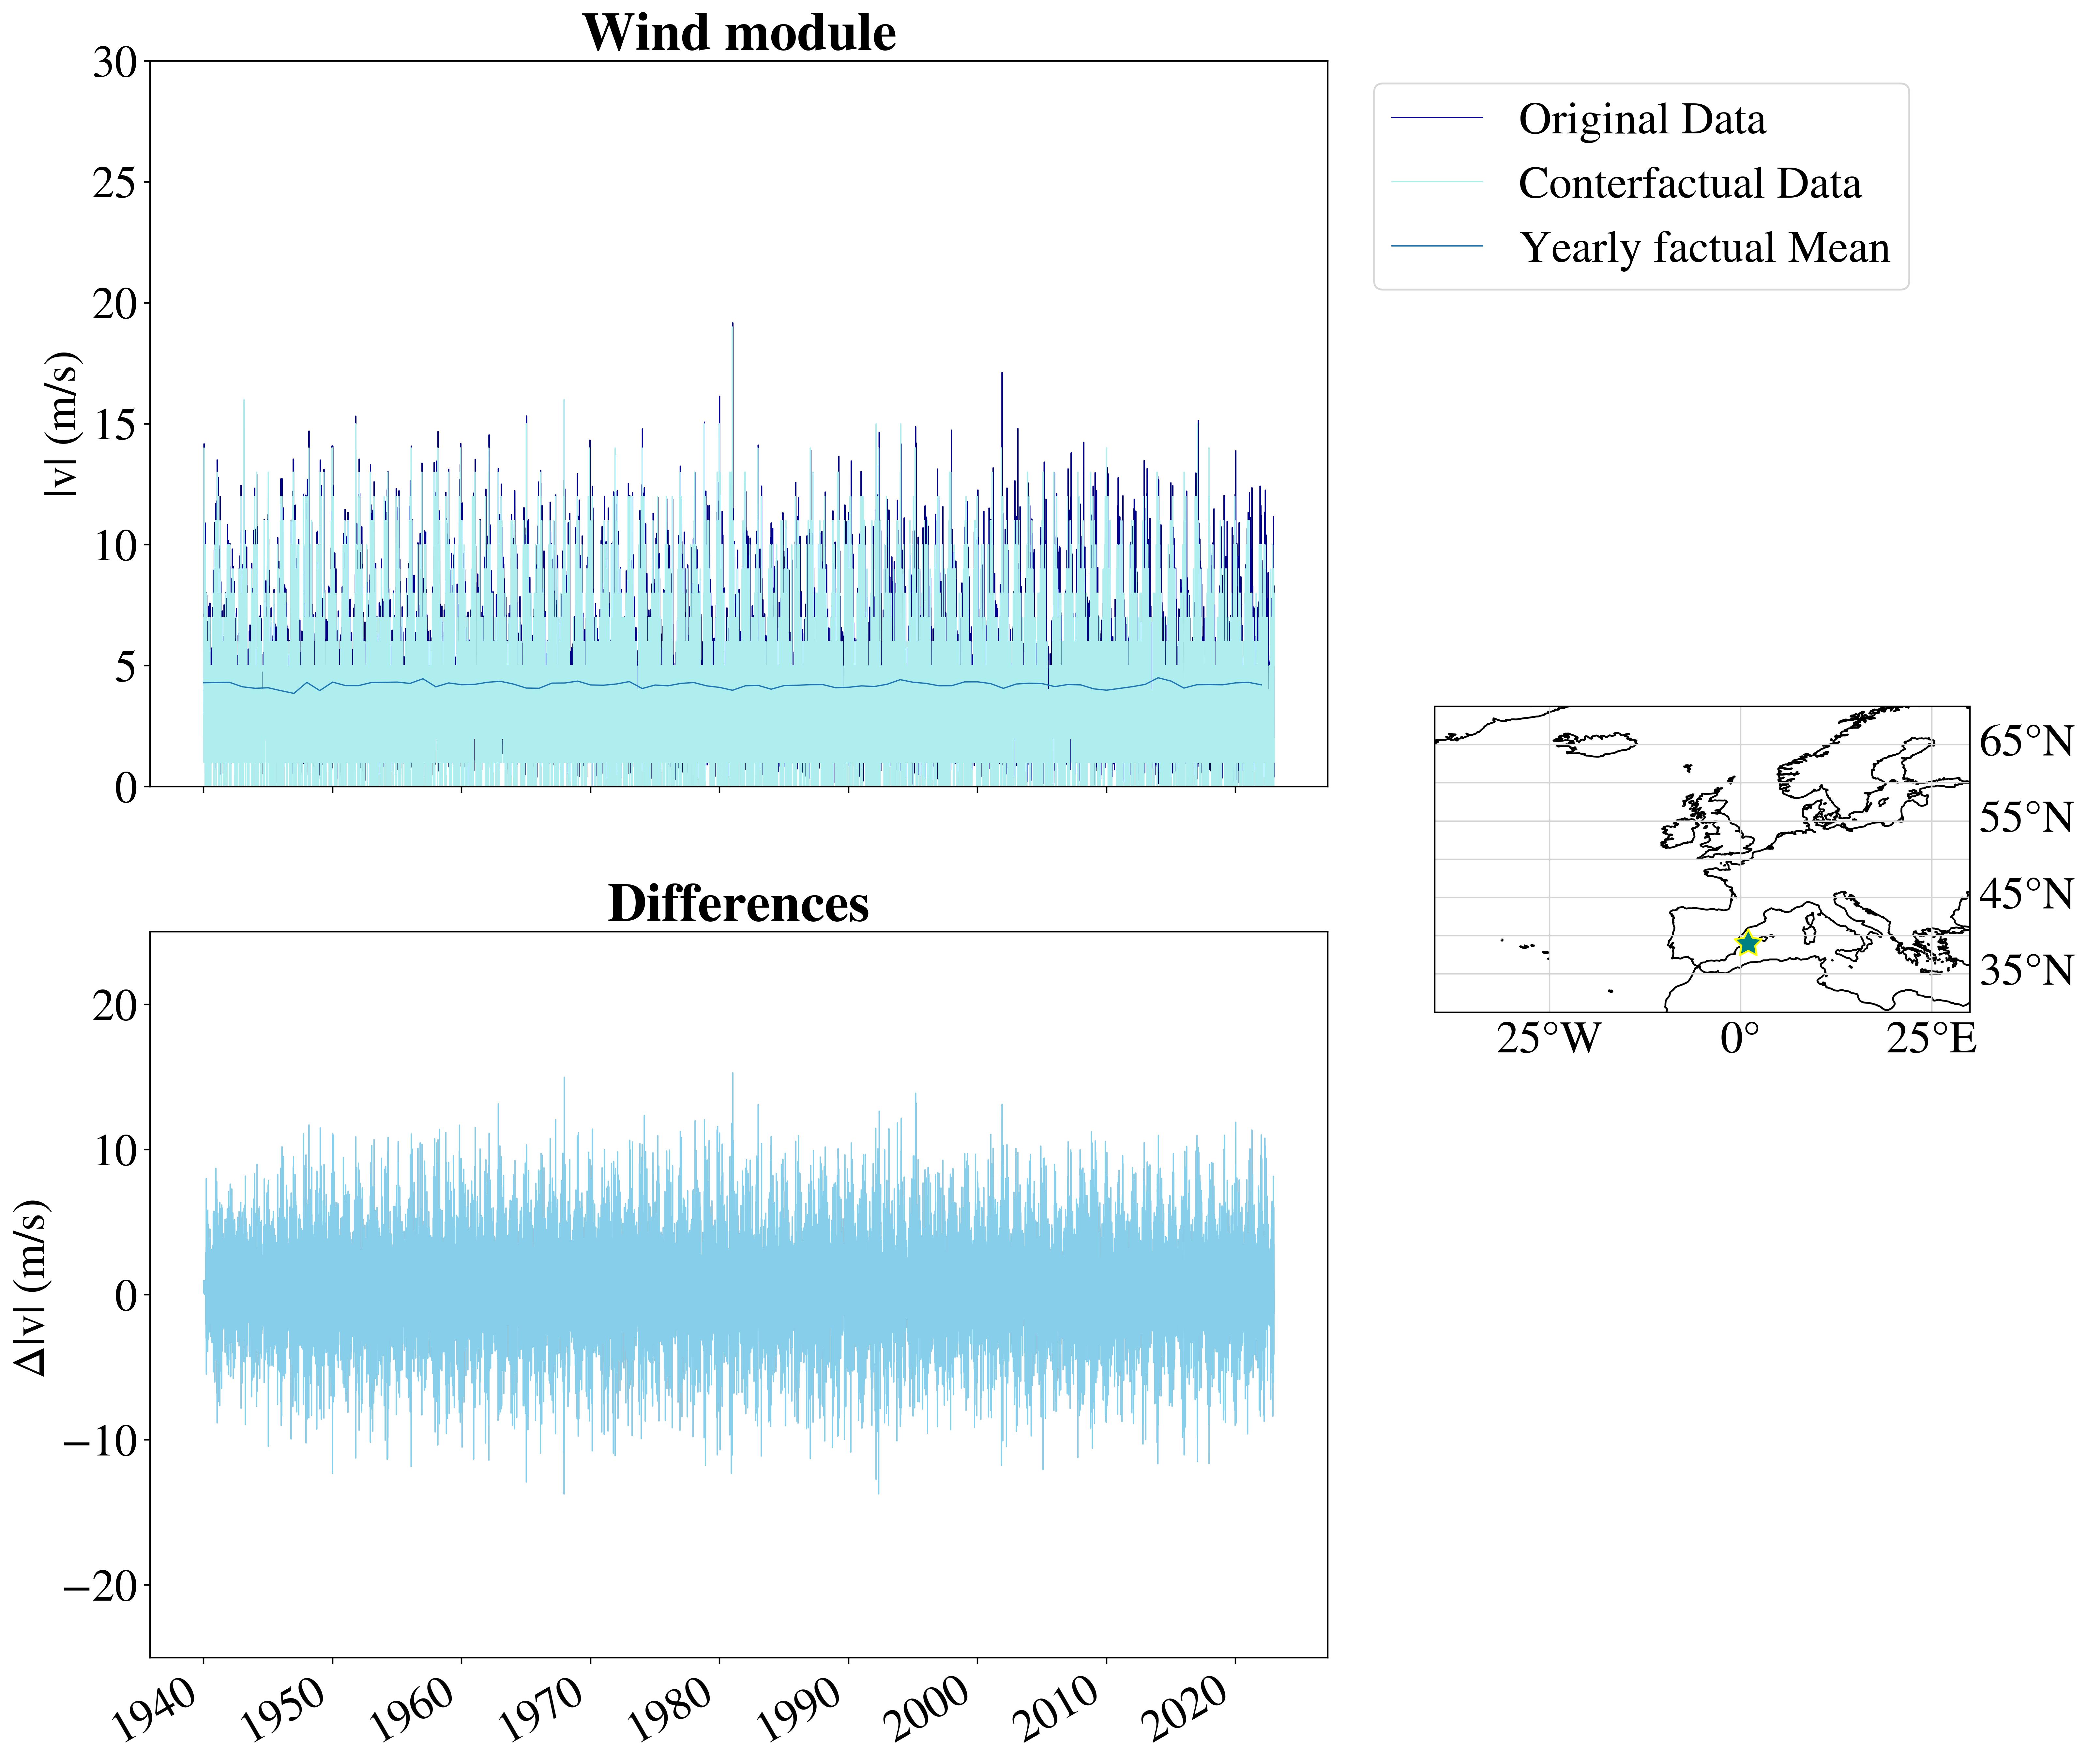 Wind module
30
25
20
15
10
5
0
|v| (m/s)
Original Data
Conterfactual Data
Yearly factual Mean
65°N
55°N
45°N
35°N
25°W 0° 25°E
Differences
20
10
0
−10
−20
Δ|v| (m/s)
1940 1950 1960 1970 1980 1990 2000 2010 2020